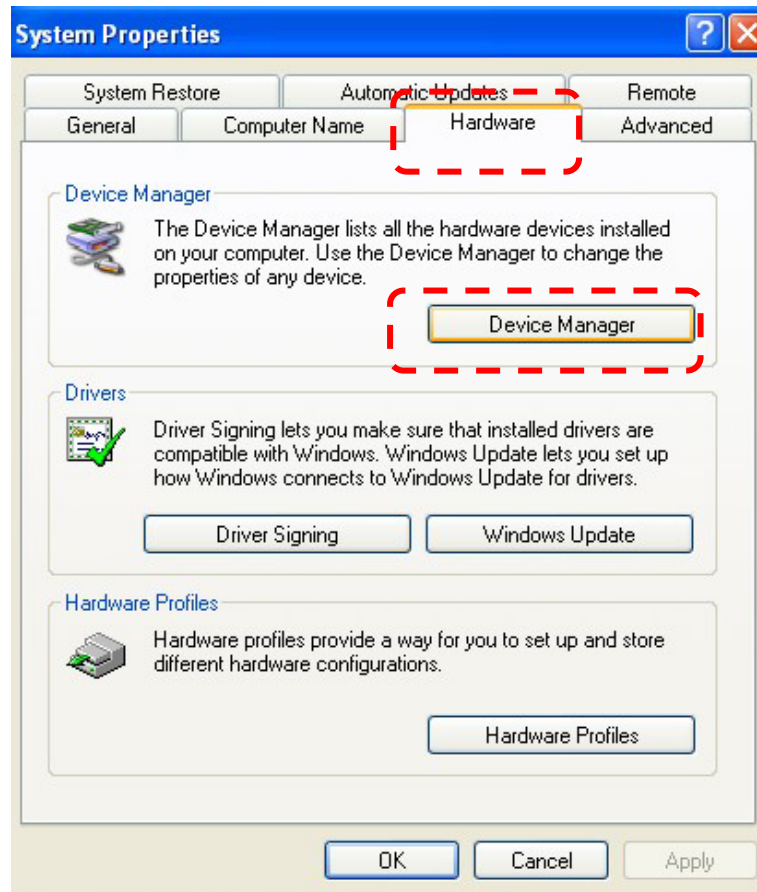 System Properties
System Restore Automatic Updates Remote
General Computer Name Hardware Advanced
Device Manager
The Device Manager lists all the hardware devices installed
on your computer. Use the Device Manager to change the
properties of any device.
Device Manager
Drivers
Driver Signing lets you make sure that installed drivers are
compatible with Windows. Windows Update lets you set up
how Windows connects to Windows Update for drivers.
Driver Signing Windows Update
Hardware Profiles
Hardware profiles provide a way for you to set up and store
different hardware configurations.
Hardware Profiles
OK Cancel Apply